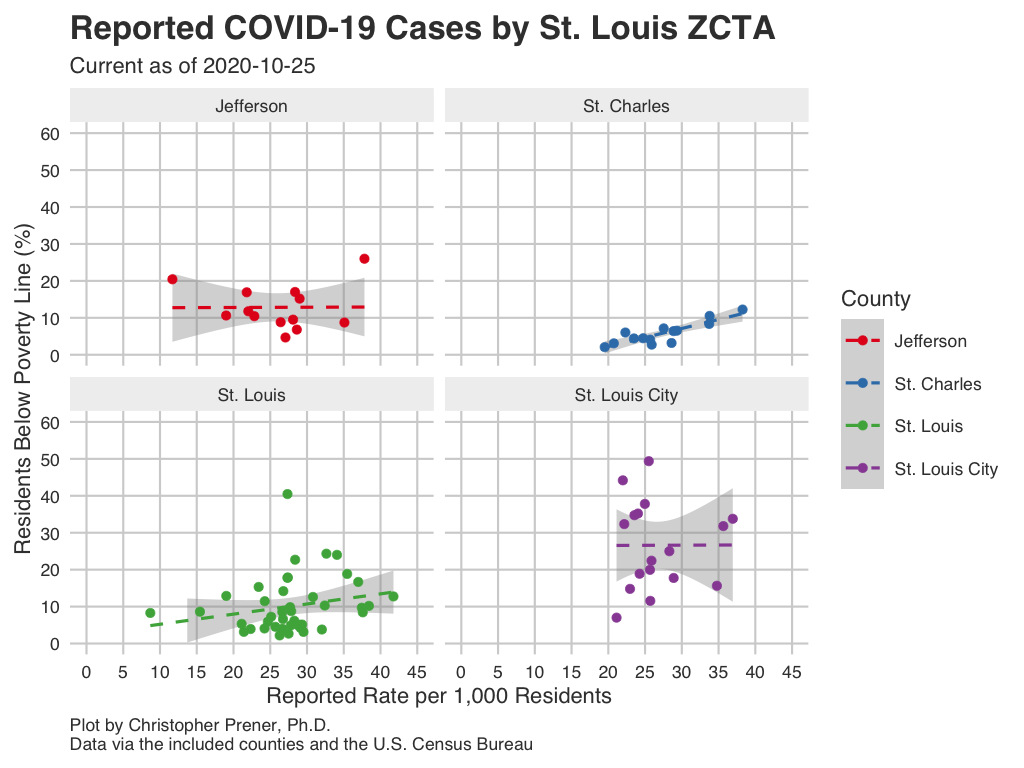 Reported COVID-19 Cases by St. Louis ZCTA
Current as of 2020-10-25
Jefferson
St. Charles
60
50
40
30
20
10
0
St. Louis
St. Louis City
60
50
40
30
20
10
0
0 5 10 15 20 25 30 35 40 45
0 5 10 15 20 25 30 35 40 45
Residents Below Poverty Line (%)
Reported Rate per 1,000 Residents
County
Jefferson
St. Charles
St. Louis
St. Louis City
Plot by Christopher Prener, Ph.D.
Data via the included counties and the U.S. Census Bureau